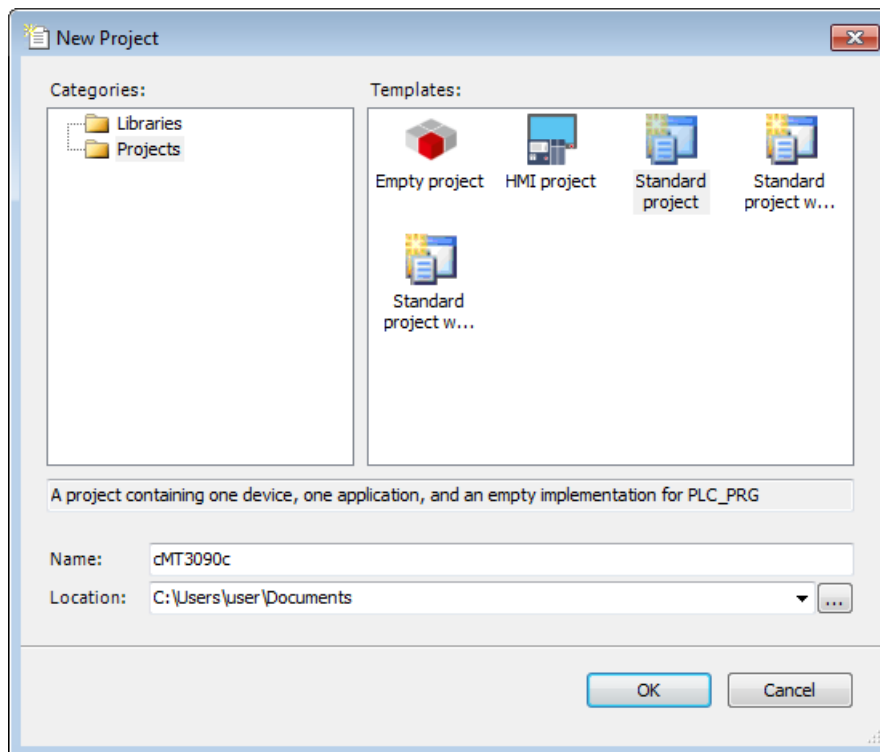 New Project
Categories:
Templates:
Libraries
Projects
Empty project
HMI project
Standard
project
Standard
project w...
Standard
project w...
A project containing one device, one application, and an empty implementation for PLC_PRG
Name:
cMT3090c
Location:
C:\Users\user\Documents
...
OK
Cancel